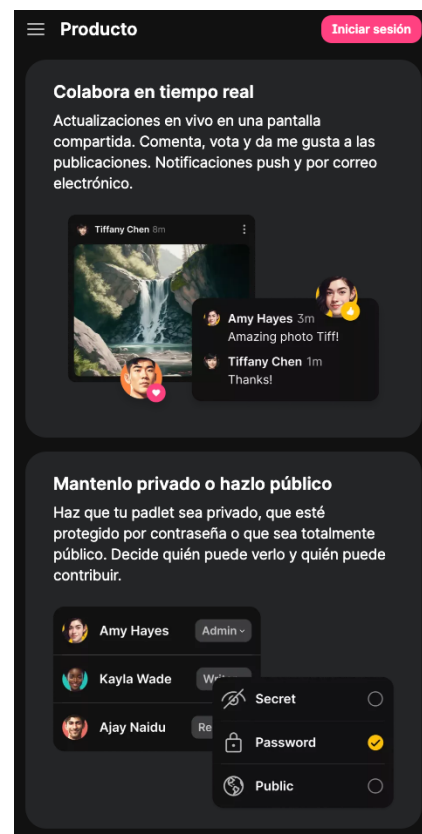 Producto
Iniciar sesión
Colabora en tiempo real
Actualizaciones en vivo en una pantalla
compartida. Comenta, vota y da me gusta a las
publicaciones. Notificaciones push y por correo
electrónico.
Tiffany Chen 8m
Amy Hayes 3m
Amazing photo Tiff!
Tiffany Chen 1m
Thanks!
Mantenlo privado o hazlo público
Haz que tu padlet sea privado, que esté
protegido por contraseña o que sea totalmente
público. Decide quién puede verlo y quién puede
contribuir.
Amy Hayes Admin
Kayla Wade
Ajay Naidu
Secret
Password
Public